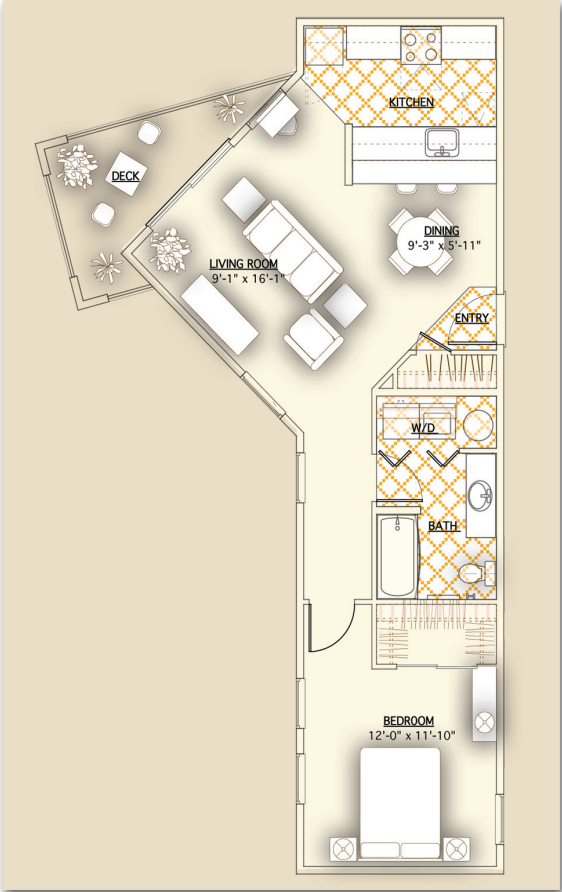 KITCHEN
DECK
DINING
9'-3" x 5'-11"
LIVING ROOM
9'-1" x 16'-1"
ENTRY
W/D
BATH
BEDROOM
12'-0" x 11'-10"